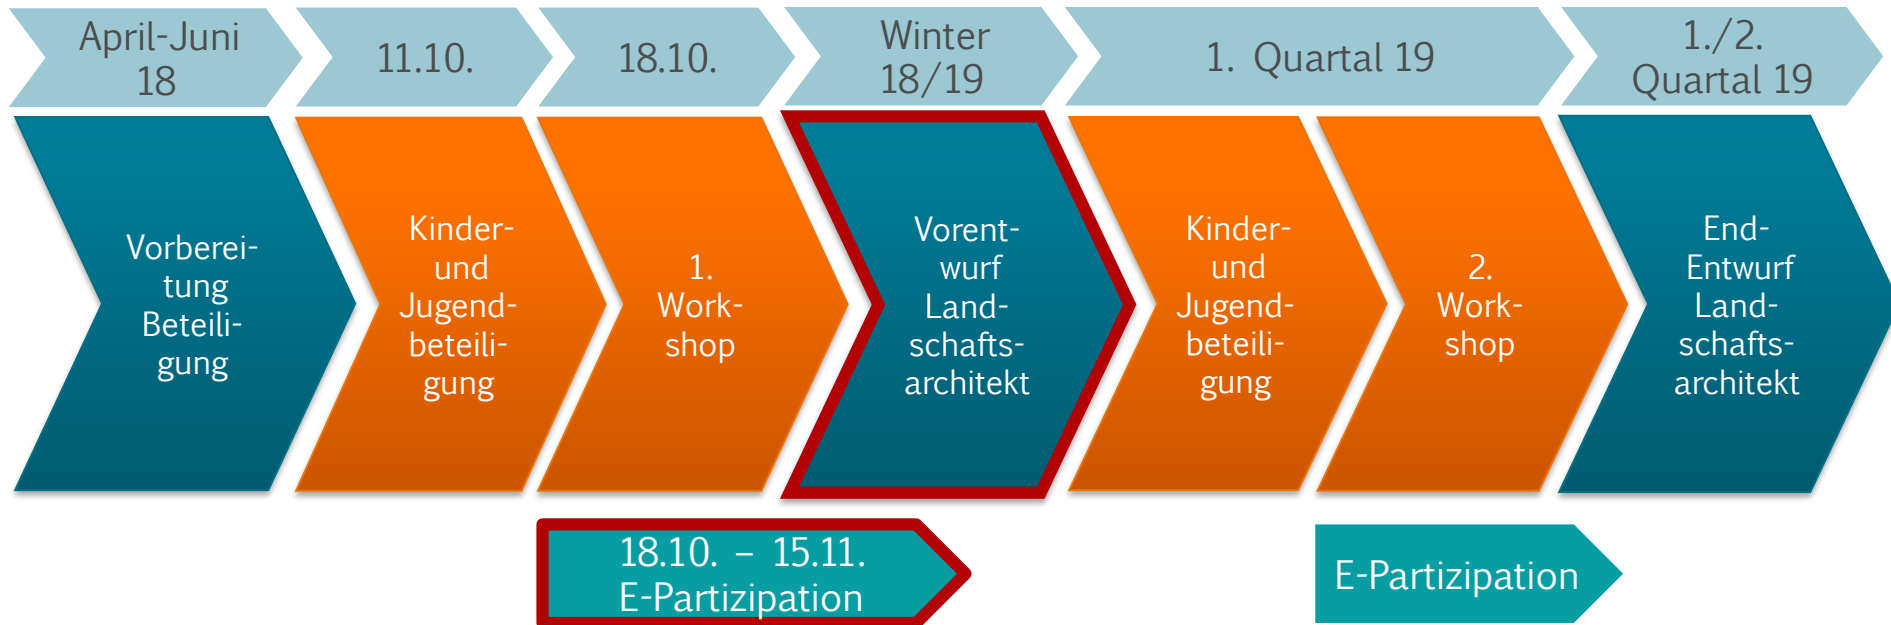 April-Juni
18
11.10.
18.10.
Winter
18/19
1. Quartal 19
1./2.
Quartal 19
Vorberei-
tung
Beteili-
gung
Kinder-
und
Jugend-
beteili-
gung
1.
Work-
shop
Vorent-
wurf
Land-
schafts-
architekt
Kinder-
und
Jugend-
beteili-
gung
2.
Work-
shop
End-
Entwurf
Land-
schafts-
architekt
18.10. – 15.11.
E-Partizipation
E-Partizipation